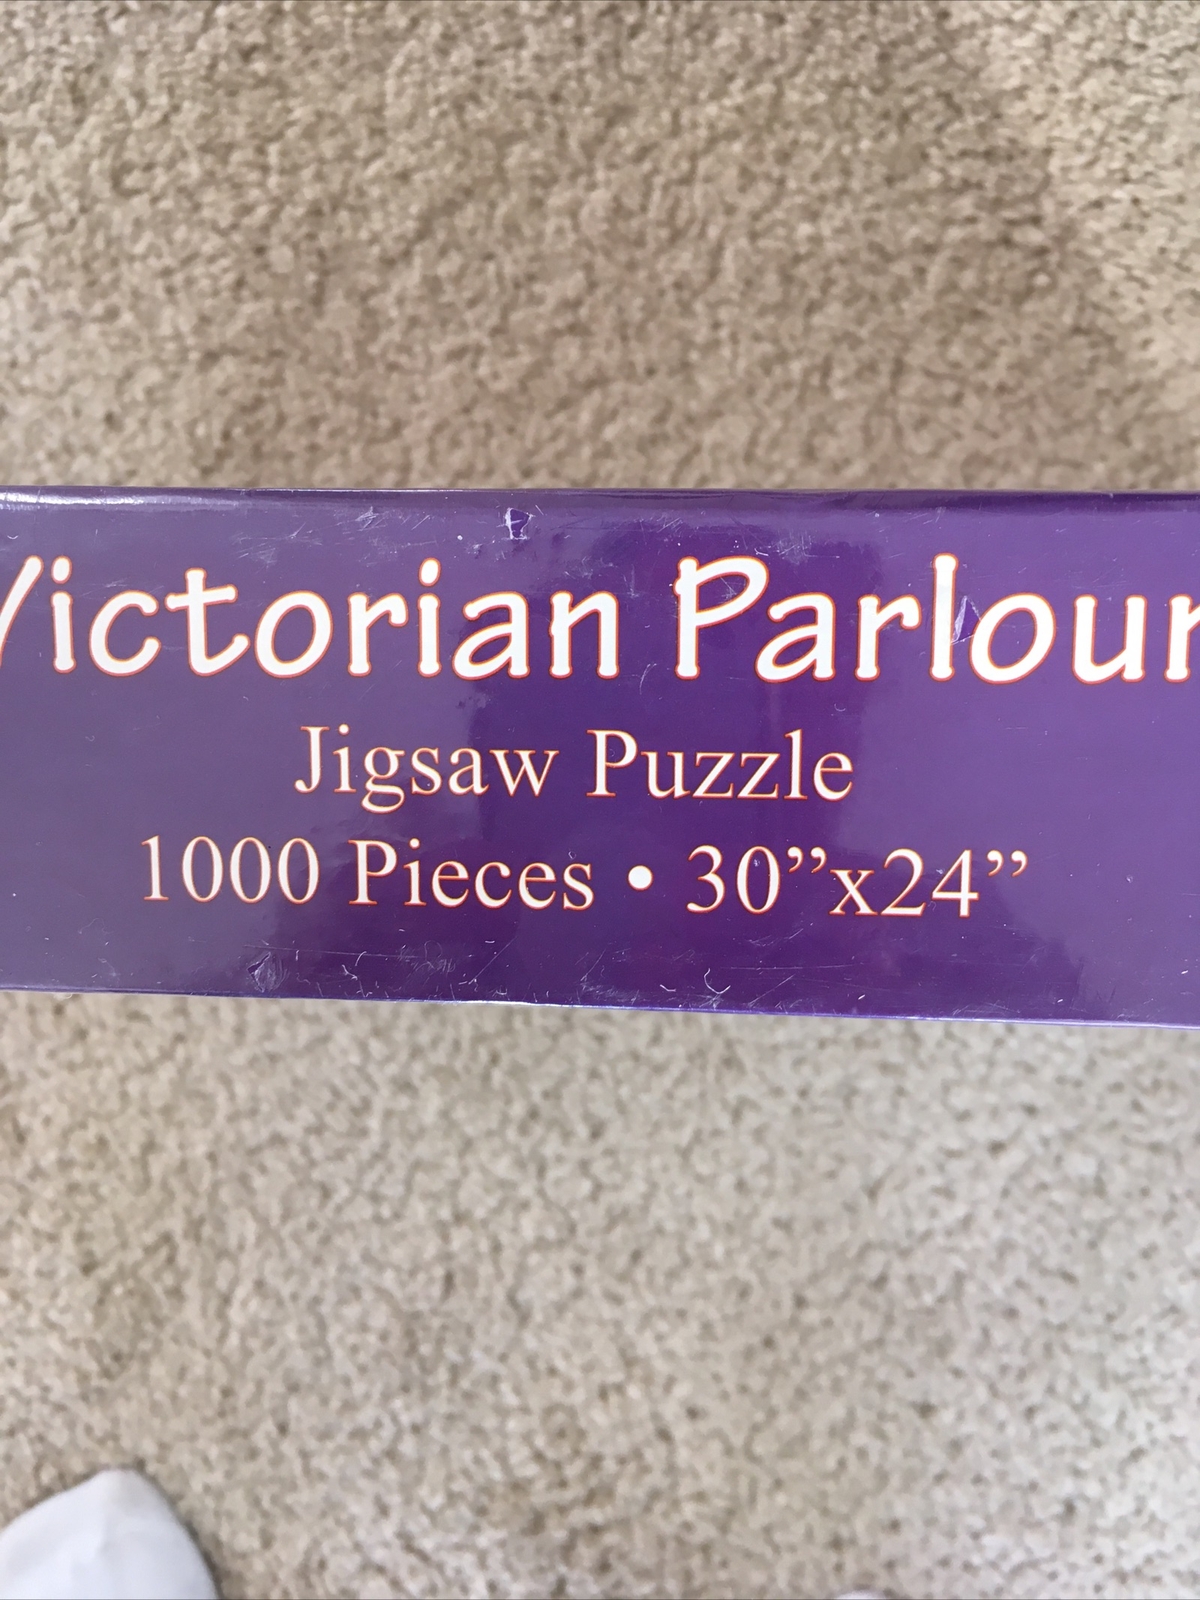 Victorian Parlour
Jigsaw Puzzle
1000 Pieces • 30”x24”